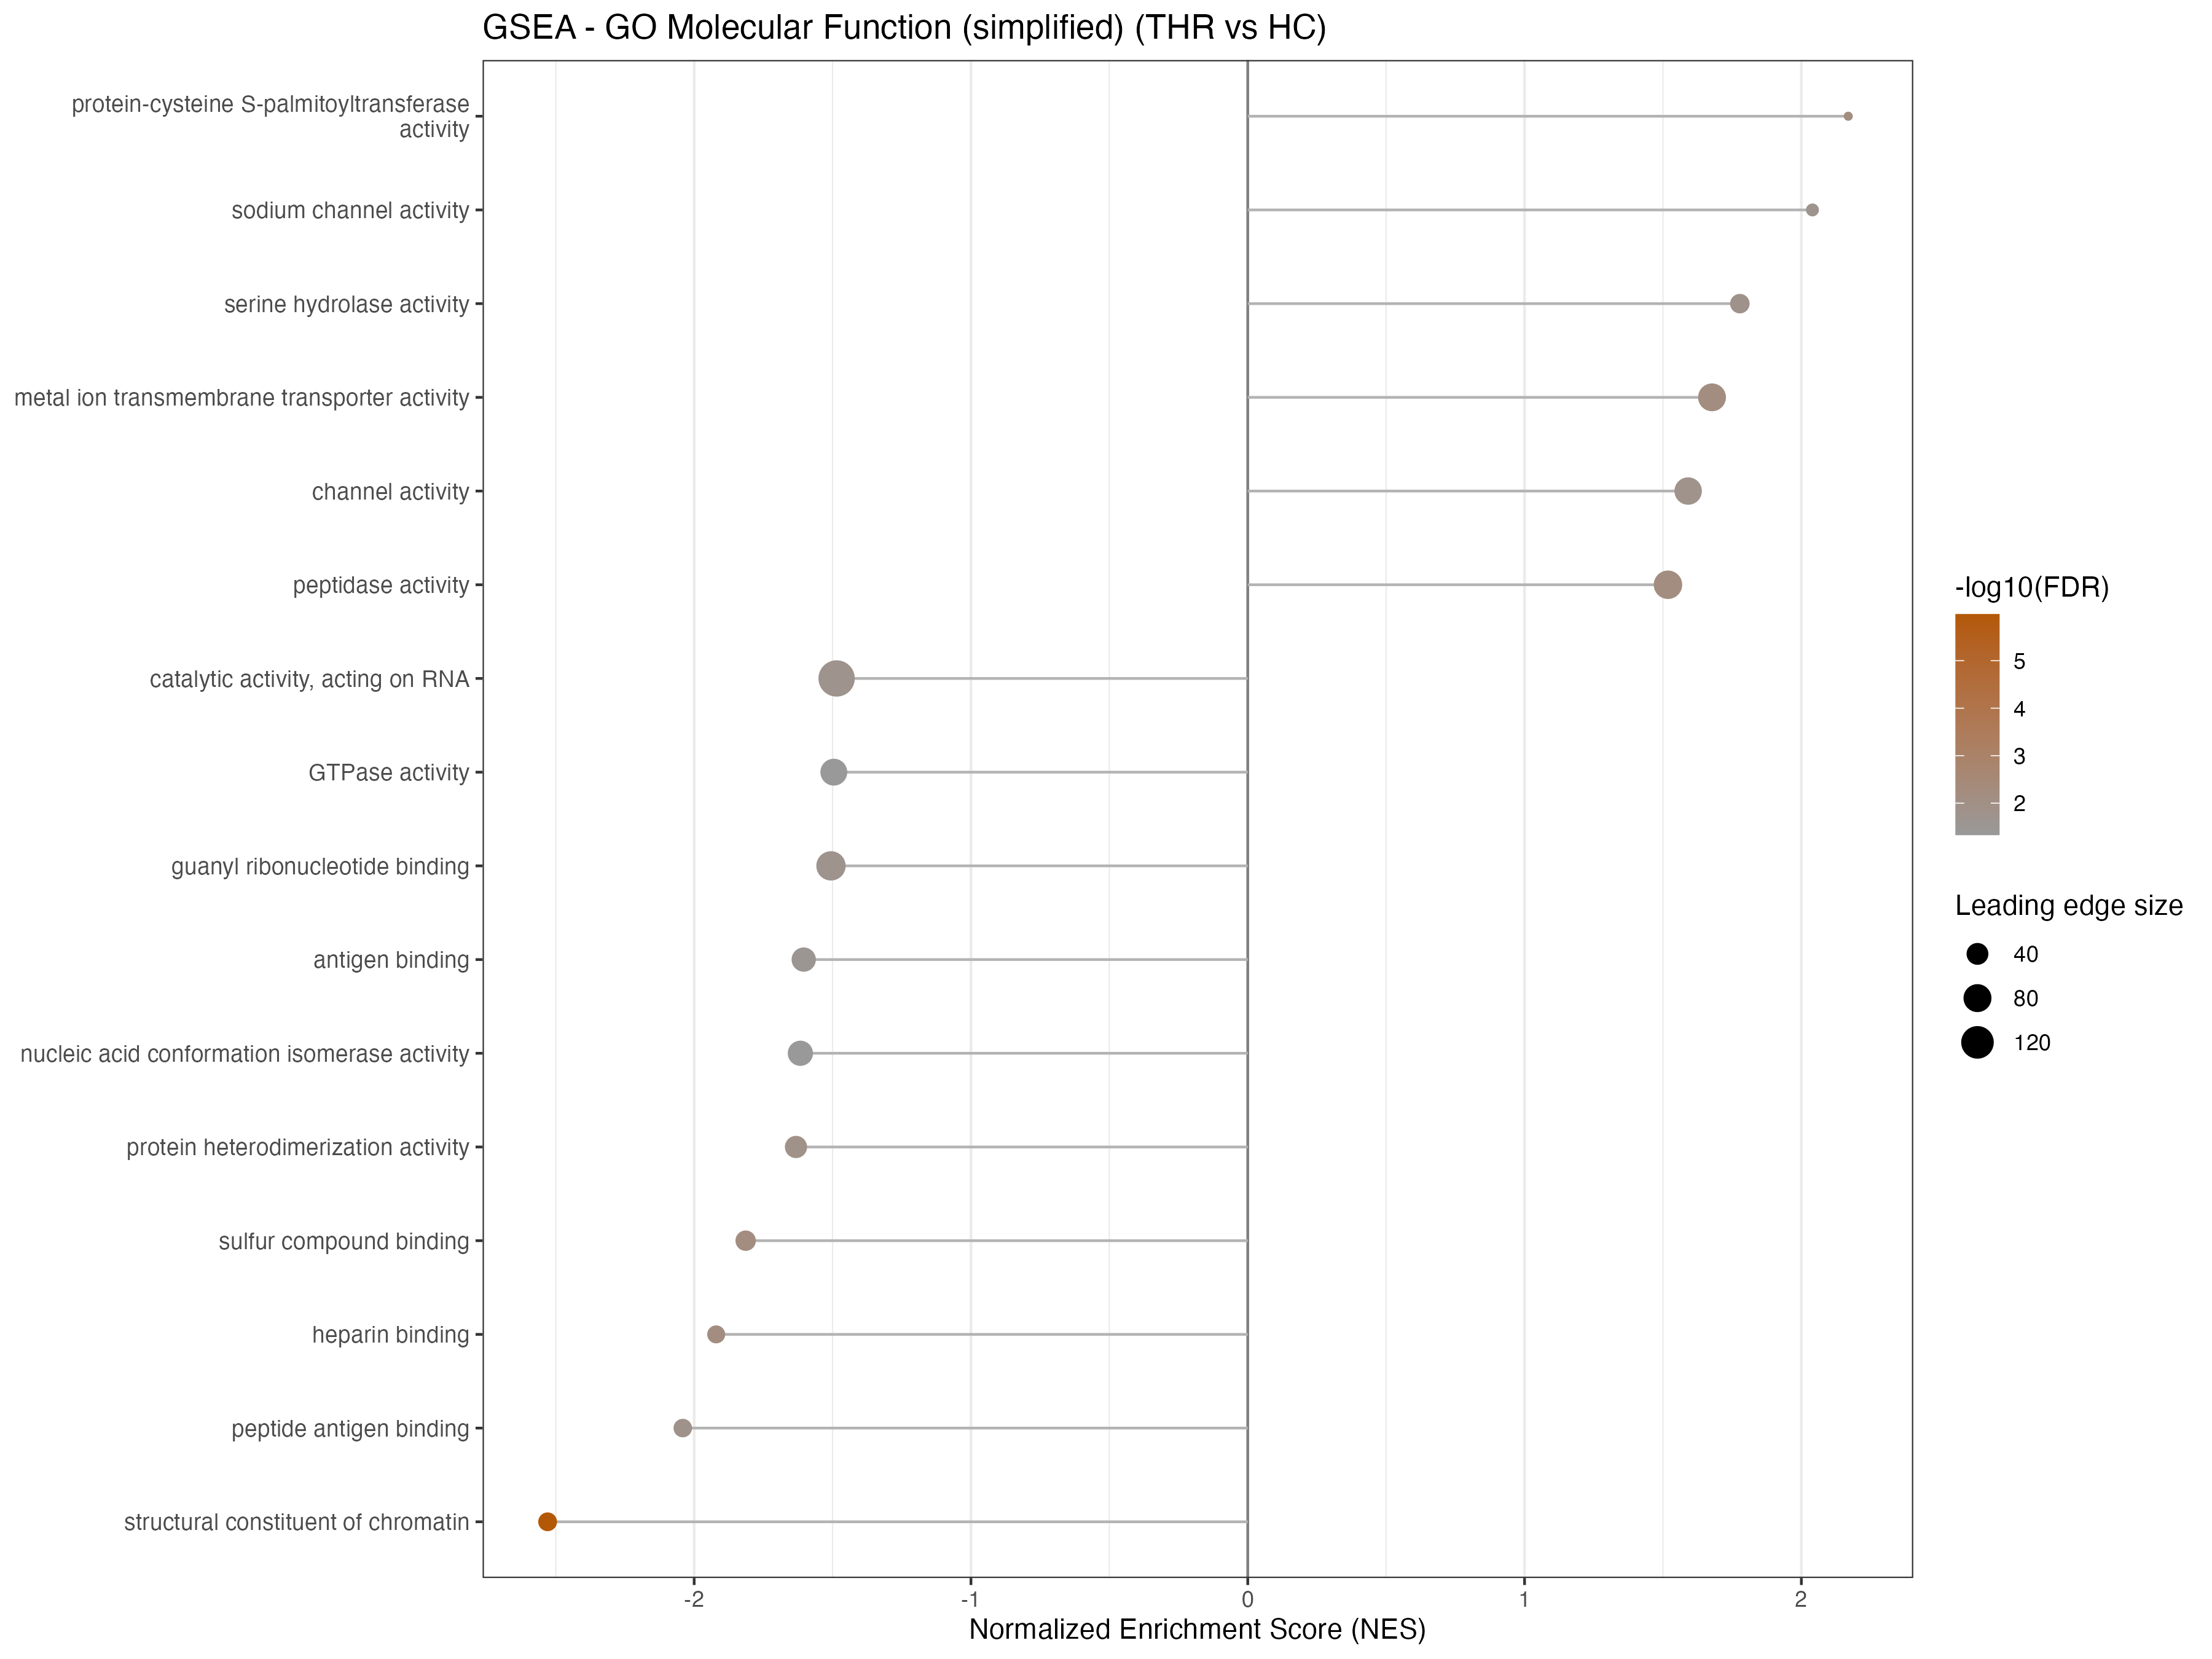 GSEA - GO Molecular Function (simplified) (THR vs HC)
protein-cysteine S-palmitoyltransferase
activity
sodium channel activity
serine hydrolase activity
metal ion transmembrane transporter activity
channel activity
peptidase activity
catalytic activity, acting on RNA
GTPase activity
guanyl ribonucleotide binding
antigen binding
nucleic acid conformation isomerase activity
protein heterodimerization activity
sulfur compound binding
heparin binding
peptide antigen binding
structural constituent of chromatin
-2
-1
0
1
2
Normalized Enrichment Score (NES)
-log10(FDR)
5
4
3
2
Leading edge size
40
80
120